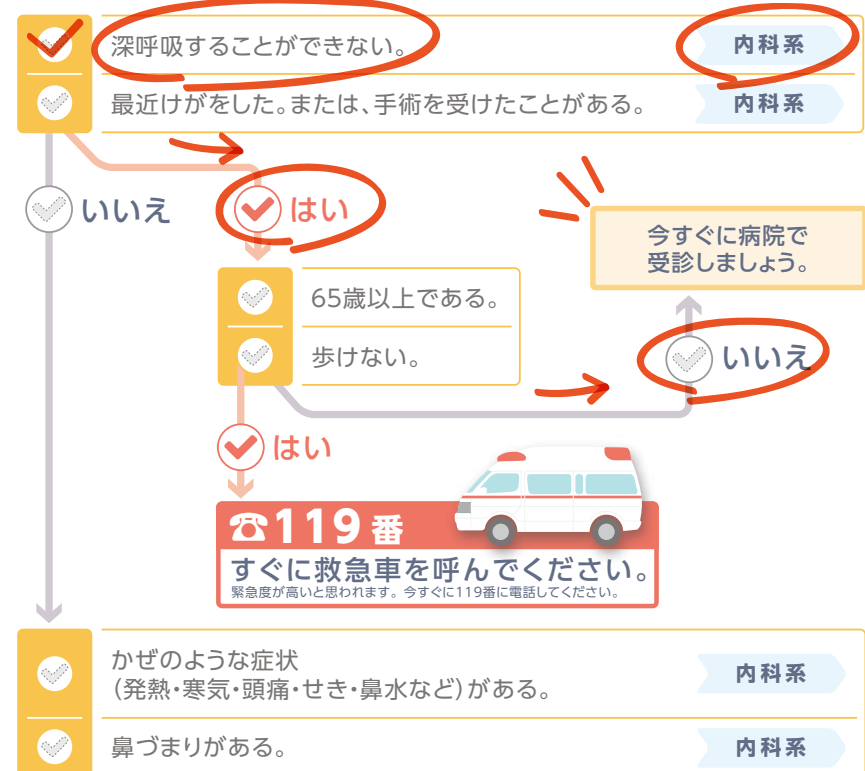 深呼吸することができない。 内科系
最近けがをした。または、手術を受けたことがある。 内科系
いいえ
はい
今すぐに病院で
受診しましょう。
65歳以上である。
歩けない。
いいえ
はい
☎119番
すぐに救急車を呼んでください。
緊急度が高いと思われます。今すぐに119番に電話してください。
かぜのような症状
(発熱・寒気・頭痛・せき・鼻水など)がある。 内科系
鼻づまりがある。 内科系